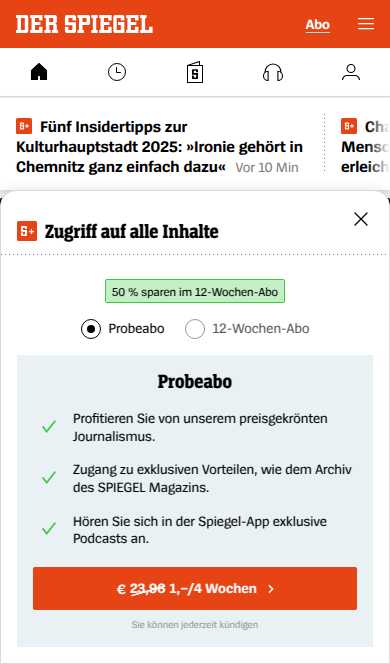 DER SPIEGEL
Abo
S+ Fünf Insidertipps zur
Kulturhauptstadt 2025: »Ironie gehört in
Chemnitz ganz einfach dazu« Vor 10 Min
S+
S+ Zugriff auf alle Inhalte
50 % sparen im 12-Wochen-Abo
Probeabo
12-Wochen-Abo
Probeabo
Profitieren Sie von unserem preisgekrönten
Journalismus.
Zugang zu exklusiven Vorteilen, wie dem Archiv
des SPIEGEL Magazins.
Hören Sie sich in der Spiegel-App exklusive
Podcasts an.
€ 23,96 1,–/4 Wochen
Sie können jederzeit kündigen